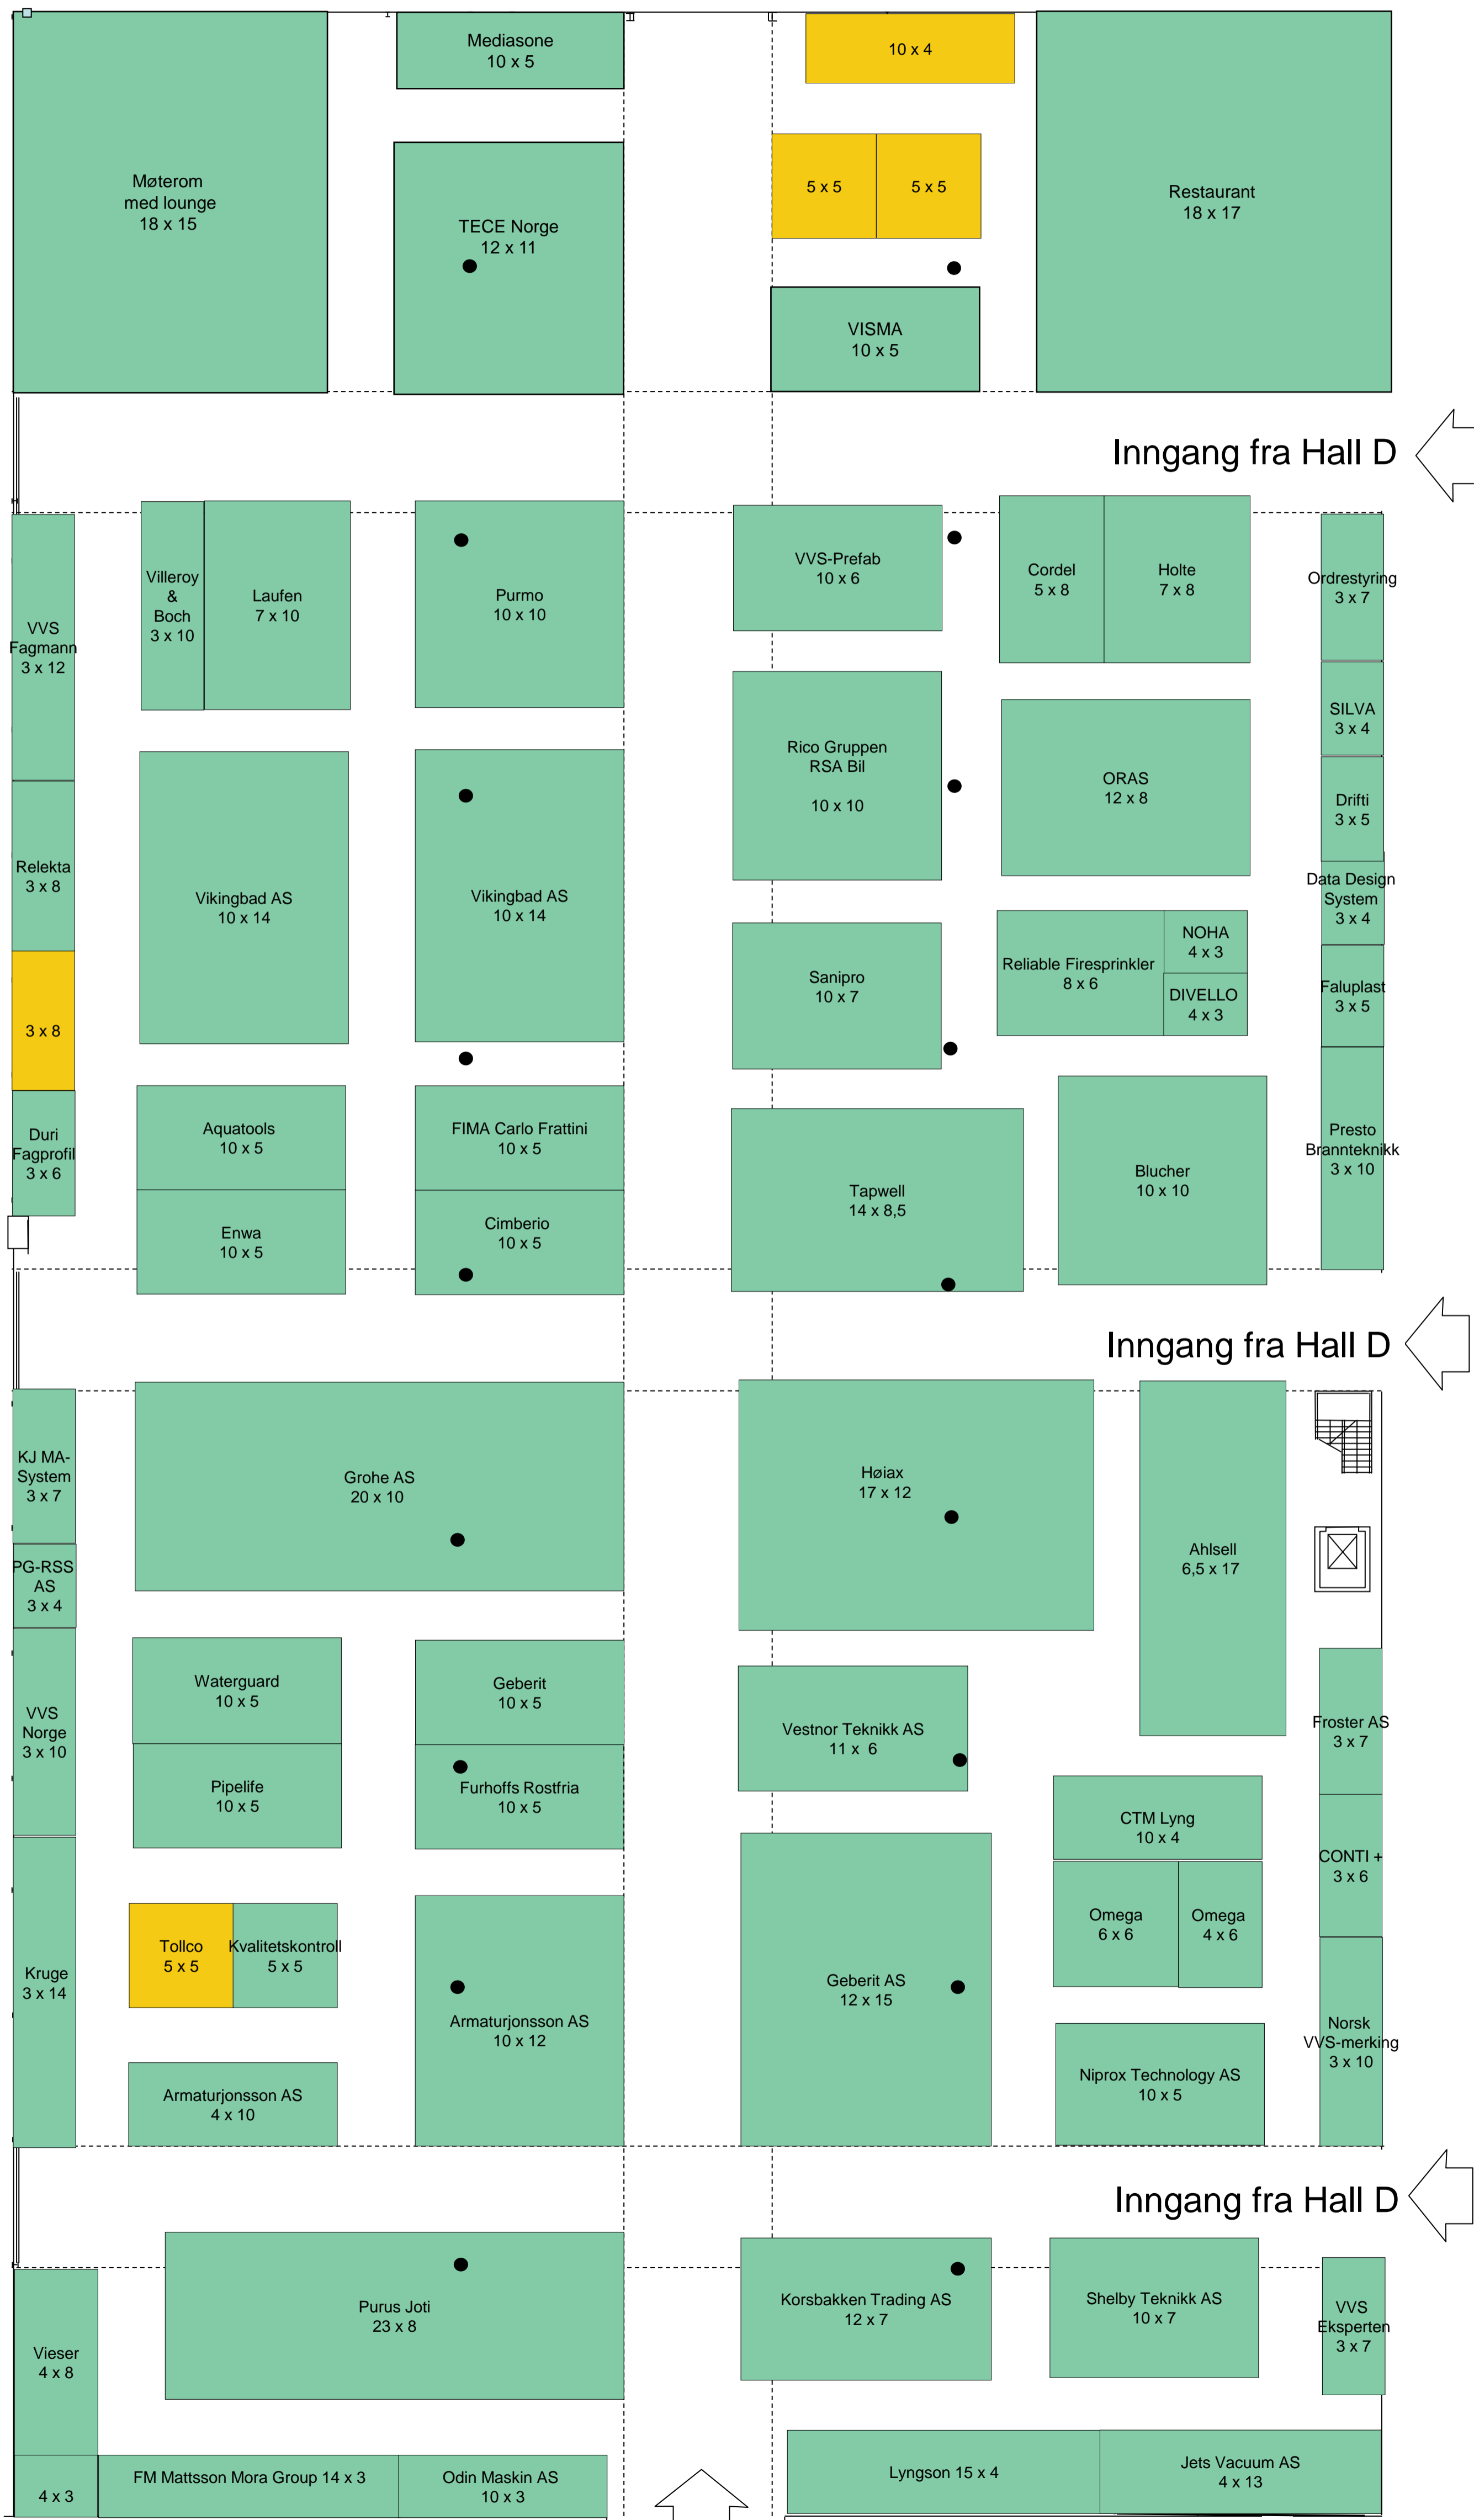 Mediasone
10 x 5
10 x 4
Møterom
med lounge
18 x 15
TECE Norge
12 x 11
5 x 5
5 x 5
Restaurant
18 x 17
VISMA
10 x 5
Inngang fra Hall D
VVS
Fagmann
3 x 12
Villeroy
&
Boch
3 x 10
Laufen
7 x 10
Purmo
10 x 10
VVS-Prefab
10 x 6
Cordel
5 x 8
Holte
7 x 8
Ordrestyring
3 x 7
SILVA
3 x 4
Rico Gruppen
RSA Bil
10 x 10
ORAS
12 x 8
Drifti
3 x 5
Relekta
3 x 8
Vikingbad AS
10 x 14
Vikingbad AS
10 x 14
Data Design
System
3 x 4
Sanipro
10 x 7
Reliable Firesprinkler
8 x 6
NOHA
4 x 3
DIVELLO
4 x 3
Faluplast
3 x 5
3 x 8
Duri
Fagprofil
3 x 6
Aquatools
10 x 5
FIMA Carlo Frattini
10 x 5
Enwa
10 x 5
Cimberio
10 x 5
Tapwell
14 x 8,5
Blucher
10 x 10
Presto
Brannteknikk
3 x 10
Inngang fra Hall D
KJ MA-
System
3 x 7
Grohe AS
20 x 10
Høiax
17 x 12
Ahlsell
6,5 x 17
PG-RSS
AS
3 x 4
VVS
Norge
3 x 10
Waterguard
10 x 5
Geberit
10 x 5
Vestnor Teknikk AS
11 x  6
Froster AS
3 x 7
Pipelife
10 x 5
Furhoffs Rostfria
10 x 5
CTM Lyng
10 x 4
CONTI +
3 x 6
Kruge
3 x 14
Tollco
5 x 5
Kvalitetskontroll
5 x 5
Armaturjonsson AS
10 x 12
Geberit AS
12 x 15
Omega
6 x 6
Omega
4 x 6
Norsk
VVS-merking
3 x 10
Armaturjonsson AS
4 x 10
Niprox Technology AS
10 x 5
Inngang fra Hall D
Vieser
4 x 8
Purus Joti
23 x 8
Korsbakken Trading AS
12 x 7
Shelby Teknikk AS
10 x 7
VVS
Eksperten
3 x 7
4 x 3
FM Mattsson Mora Group 14 x 3
Odin Maskin AS
10 x 3
Lyngson 15 x 4
Jets Vacuum AS
4 x 13